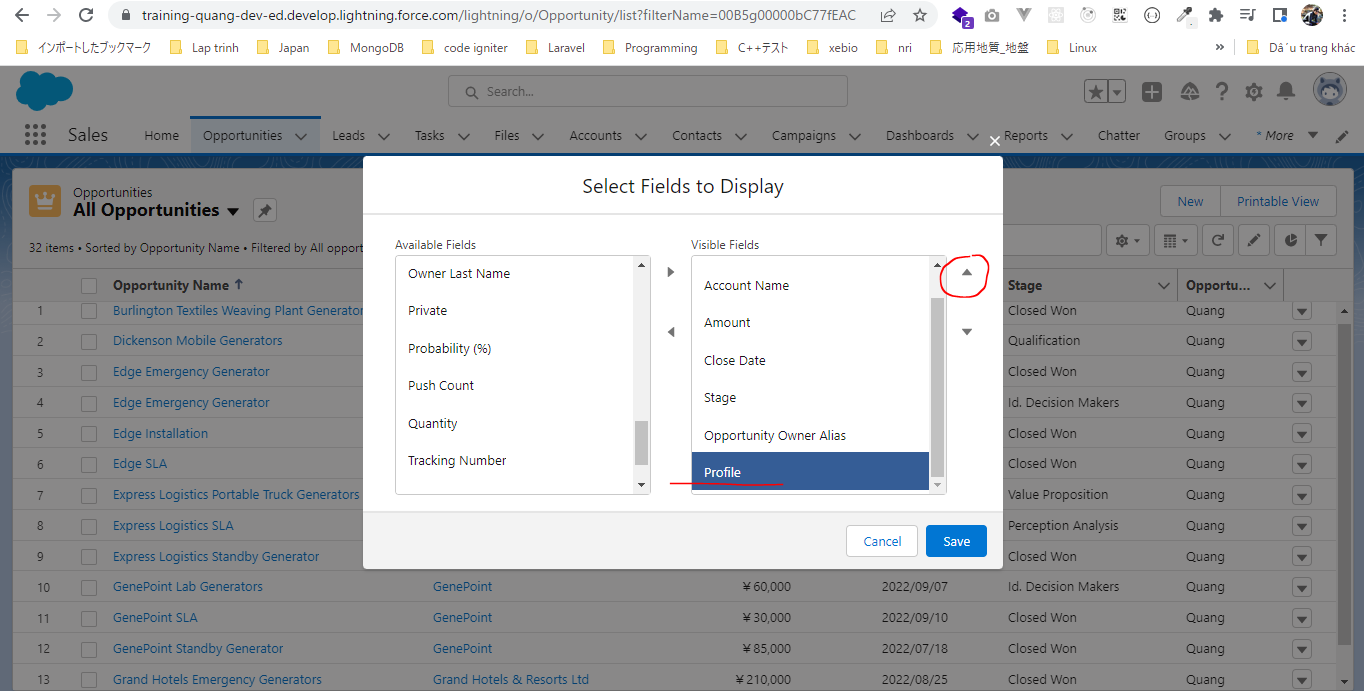 training-quang-dev-ed.develop.lightning.force.com/lightning/o/Opportunity/list?filterName=00B5g00000bC77fEAC
2
インポートしたブックマーク Lap trinh Japan MongoDB code igniter Laravel Programming C++テスト xebio nri 応用地質_地盤 Linux » Dấu trang khác
Search...
Sales Home Opportunities Leads Tasks Files Accounts Contacts Campaigns Dashboards Reports Chatter Groups * More
Select Fields to Display
Opportunities
All Opportunities
New Printable View
32 items • Sorted by Opportunity Name • Filtered by All opport
Available Fields
Owner Last Name
Private
Probability (%)
Push Count
Quantity
Tracking Number
Visible Fields
Account Name
Amount
Close Date
Stage
Opportunity Owner Alias
Profile
Cancel Save
Opportunity Name ↑ Stage Opportu...
1 Burlington Textiles Weaving Plant Generator Closed Won Quang
2 Dickenson Mobile Generators Qualification Quang
3 Edge Emergency Generator Closed Won Quang
4 Edge Emergency Generator Id. Decision Makers Quang
5 Edge Installation Closed Won Quang
6 Edge SLA Closed Won Quang
7 Express Logistics Portable Truck Generators Value Proposition Quang
8 Express Logistics SLA Perception Analysis Quang
9 Express Logistics Standby Generator Closed Won Quang
10 GenePoint Lab Generators GenePoint ¥60,000 2022/09/07 Id. Decision Makers Quang
11 GenePoint SLA GenePoint ¥30,000 2022/09/10 Closed Won Quang
12 GenePoint Standby Generator GenePoint ¥85,000 2022/07/18 Closed Won Quang
13 Grand Hotels Emergency Generators Grand Hotels & Resorts Ltd ¥210,000 2022/08/25 Closed Won Quang